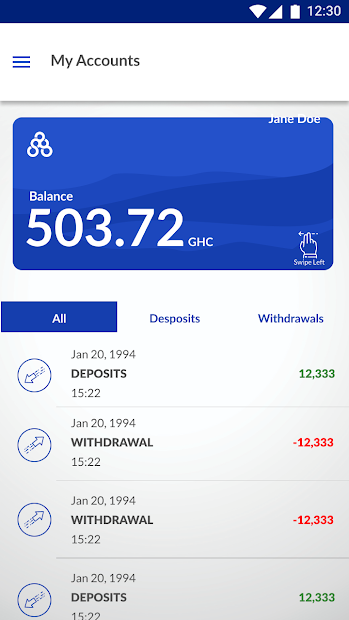 12:30
My Accounts
Jane Doe
Balance
503.72 GHC
Swipe Left
All Desposits Withdrawals
Jan 20, 1994
DEPOSITS 12,333
15:22
Jan 20, 1994
WITHDRAWAL -12,333
15:22
Jan 20, 1994
WITHDRAWAL -12,333
15:22
Jan 20, 1994
DEPOSITS 12,333
15:22